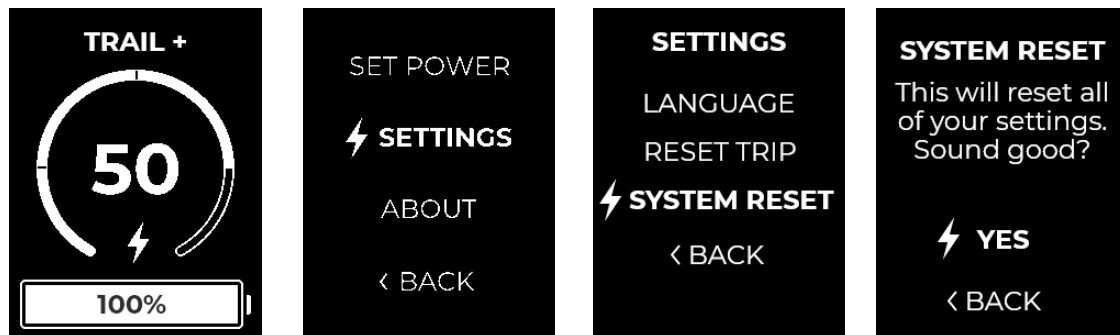 TRAIL +
50
100%
SET POWER
SETTINGS
ABOUT
< BACK
SETTINGS
LANGUAGE
RESET TRIP
SYSTEM RESET
< BACK
SYSTEM RESET
This will reset all
of your settings.
Sound good?
YES
< BACK